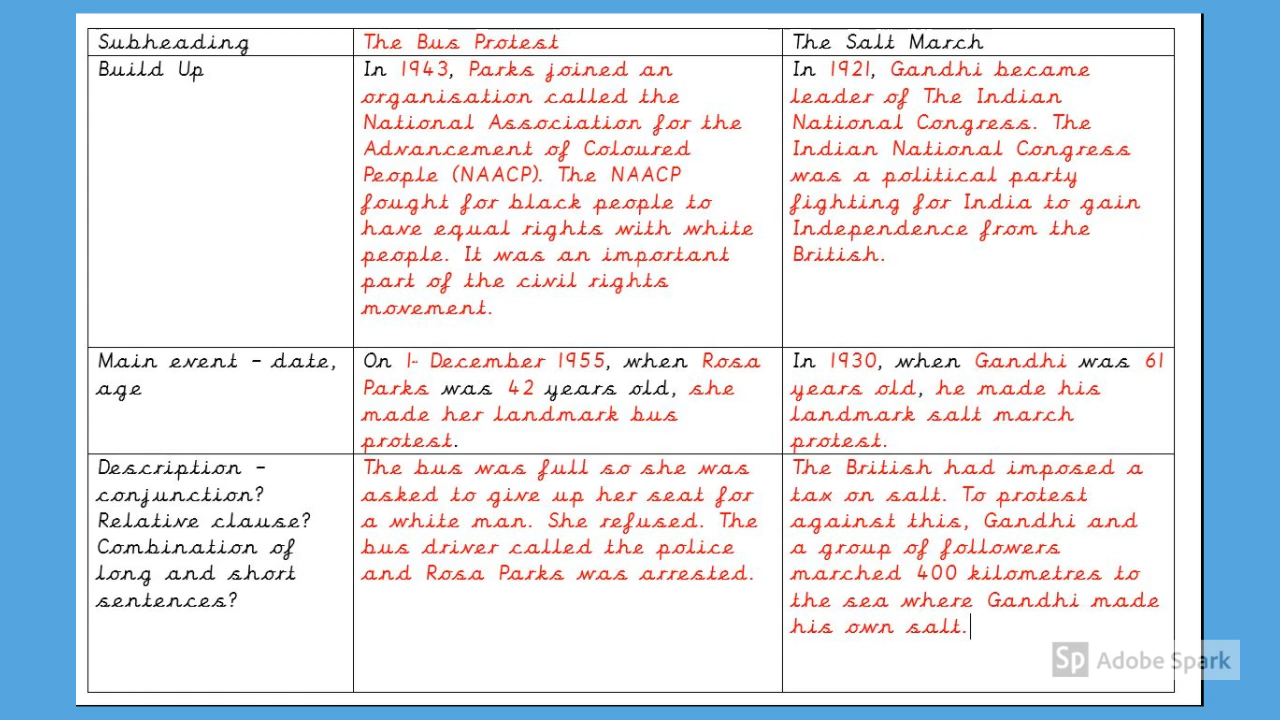 Subheading
The Bus Protest
The Salt March
Build Up
In 1943, Parks joined an
organisation called the
National Association for the
Advancement of Coloured
People (NAACP). The NAACP
fought for black people to
have equal rights with white
people. It was an important
part of the civil rights
movement.
In 1921, Gandhi became
leader of The Indian
National Congress. The
Indian National Congress
was a political party
fighting for India to gain
Independence from the
British.
Main event - date,
age
On 1st December 1955, when Rosa
Parks was 42 years old, she
made her landmark bus
protest.
In 1930, when Gandhi was 61
years old, he made his
landmark salt march
protest.
Description -
conjunction?
Relative clause?
Combination of
long and short
sentences?
The bus was full so she was
asked to give up her seat for
a white man. She refused. The
bus driver called the police
and Rosa Parks was arrested.
The British had imposed a
tax on salt. To protest
against this, Gandhi and
a group of followers
marched 400 kilometres to
the sea where Gandhi made
his own salt.
Sp Adobe Spark